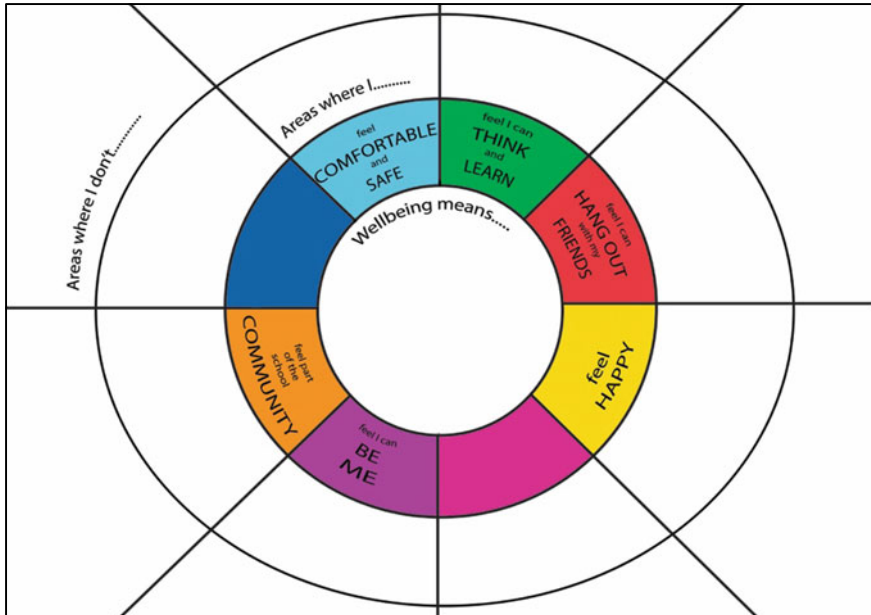 Areas where I don't............
Areas where I..........
feel
COMFORTABLE
and
SAFE
feel I can
THINK
and
LEARN
feel I can
HANG OUT
with my
FRIENDS
feel
HAPPY
feel I can
BE
ME
feel part
of the
school
COMMUNITY
Wellbeing means.....